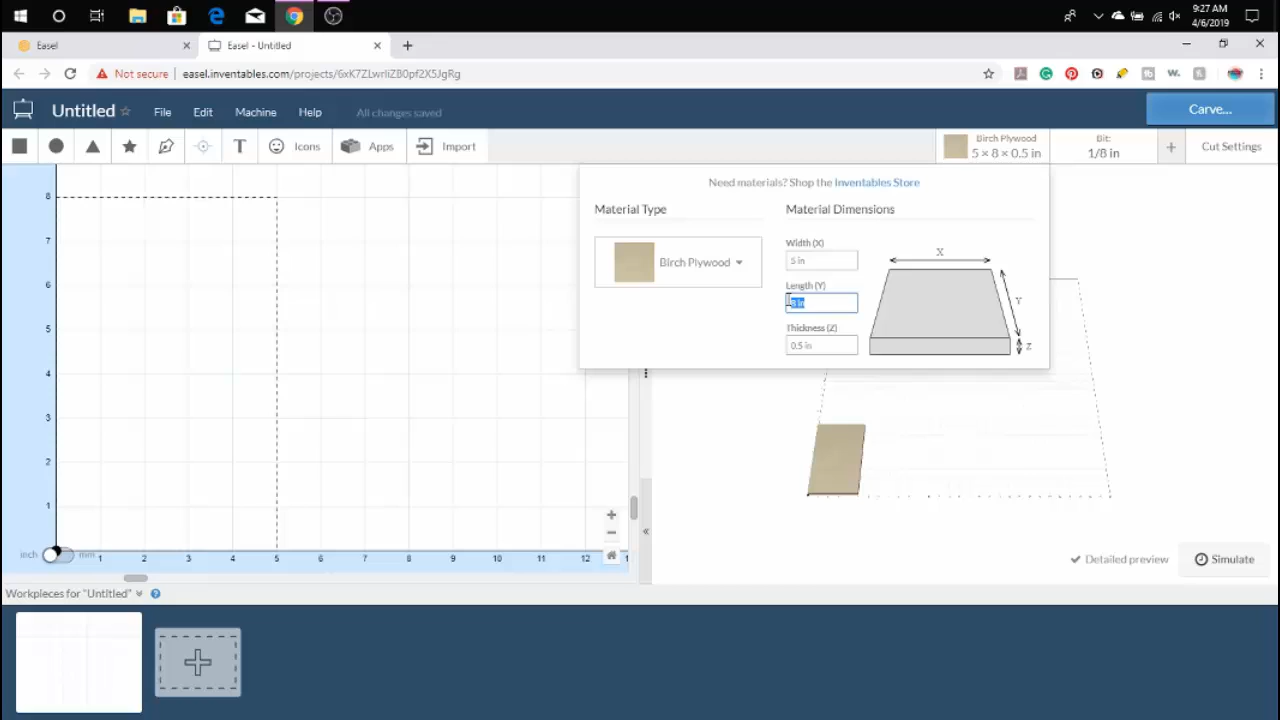 9:27 AM
4/6/2019
Easel
Easel - Untitled
Not secure | easel.inventables.com/projects/6xK7ZLwrliZB0pf2X5JgRg
Untitled File Edit Machine Help All changes saved Carve...
T Icons Apps Import Birch Plywood 5 × 8 × 0.5 in Bit: 1/8 in + Cut Settings
Need materials? Shop the Inventables Store
Material Type
Material Dimensions
Birch Plywood
Width (X)
5 in
Length (Y)
8 in
Thickness (Z)
0.5 in
X
Y
Z
8
7
6
5
4
3
2
1
inch mm 1 2 3 4 5 6 7 8 9 10 11 12
Detailed preview Simulate
Workpieces for "Untitled"